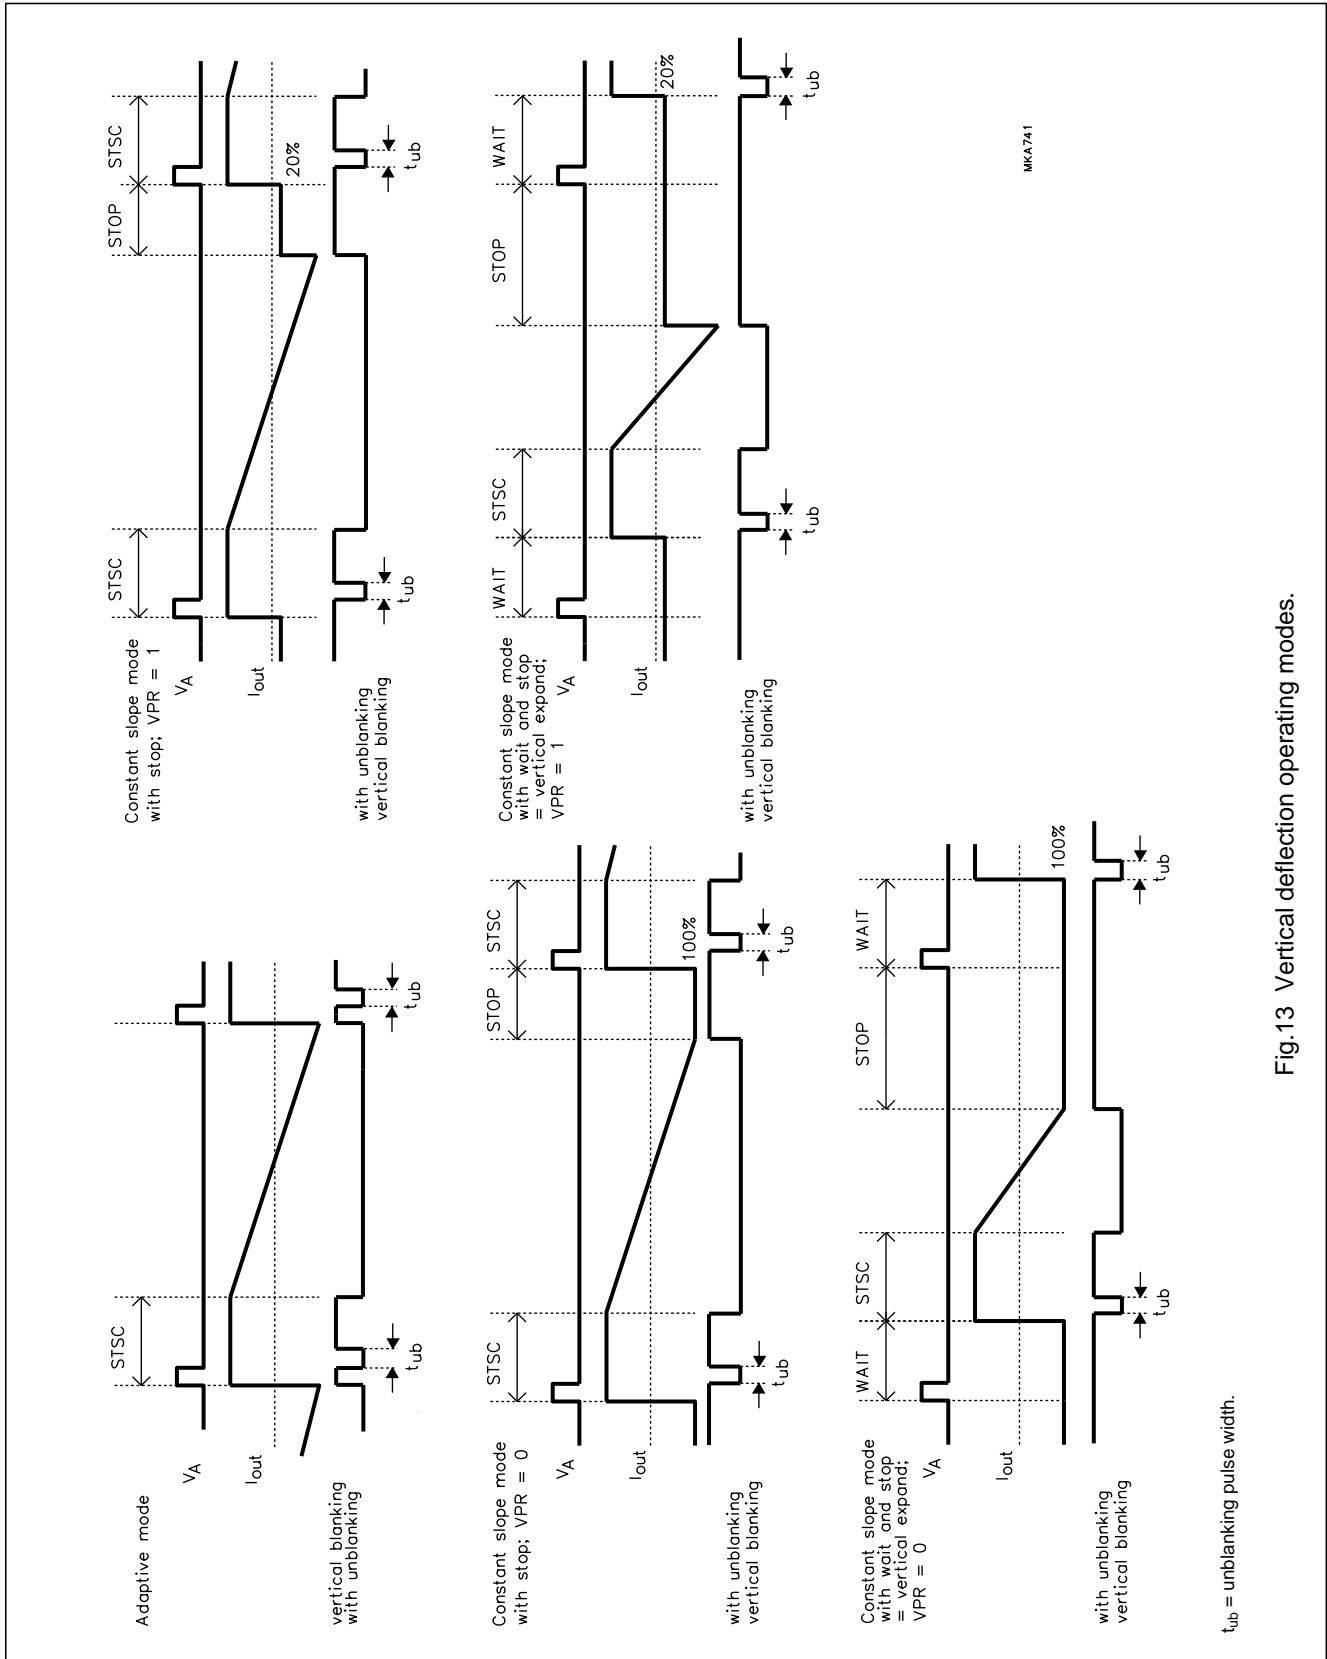 Adaptive mode
STSC
VA
Iout
vertical blanking
with unblanking
tub
tub
Constant slope mode
with stop; VPR = 1
STSC
STOP
STSC
VA
Iout
20%
with unblanking
vertical blanking
tub
tub
Constant slope mode
with stop; VPR = 0
STSC
STOP
STSC
VA
Iout
100%
with unblanking
vertical blanking
tub
tub
Constant slope mode
with wait and stop
= vertical expand;
VPR = 1
WAIT
STSC
STOP
WAIT
VA
Iout
20%
with unblanking
vertical blanking
tub
tub
Constant slope mode
with wait and stop
= vertical expand;
VPR = 0
WAIT
STSC
STOP
WAIT
VA
Iout
100%
with unblanking
vertical blanking
tub
tub
MKA741
tub = unblanking pulse width.
Fig.13 Vertical deflection operating modes.